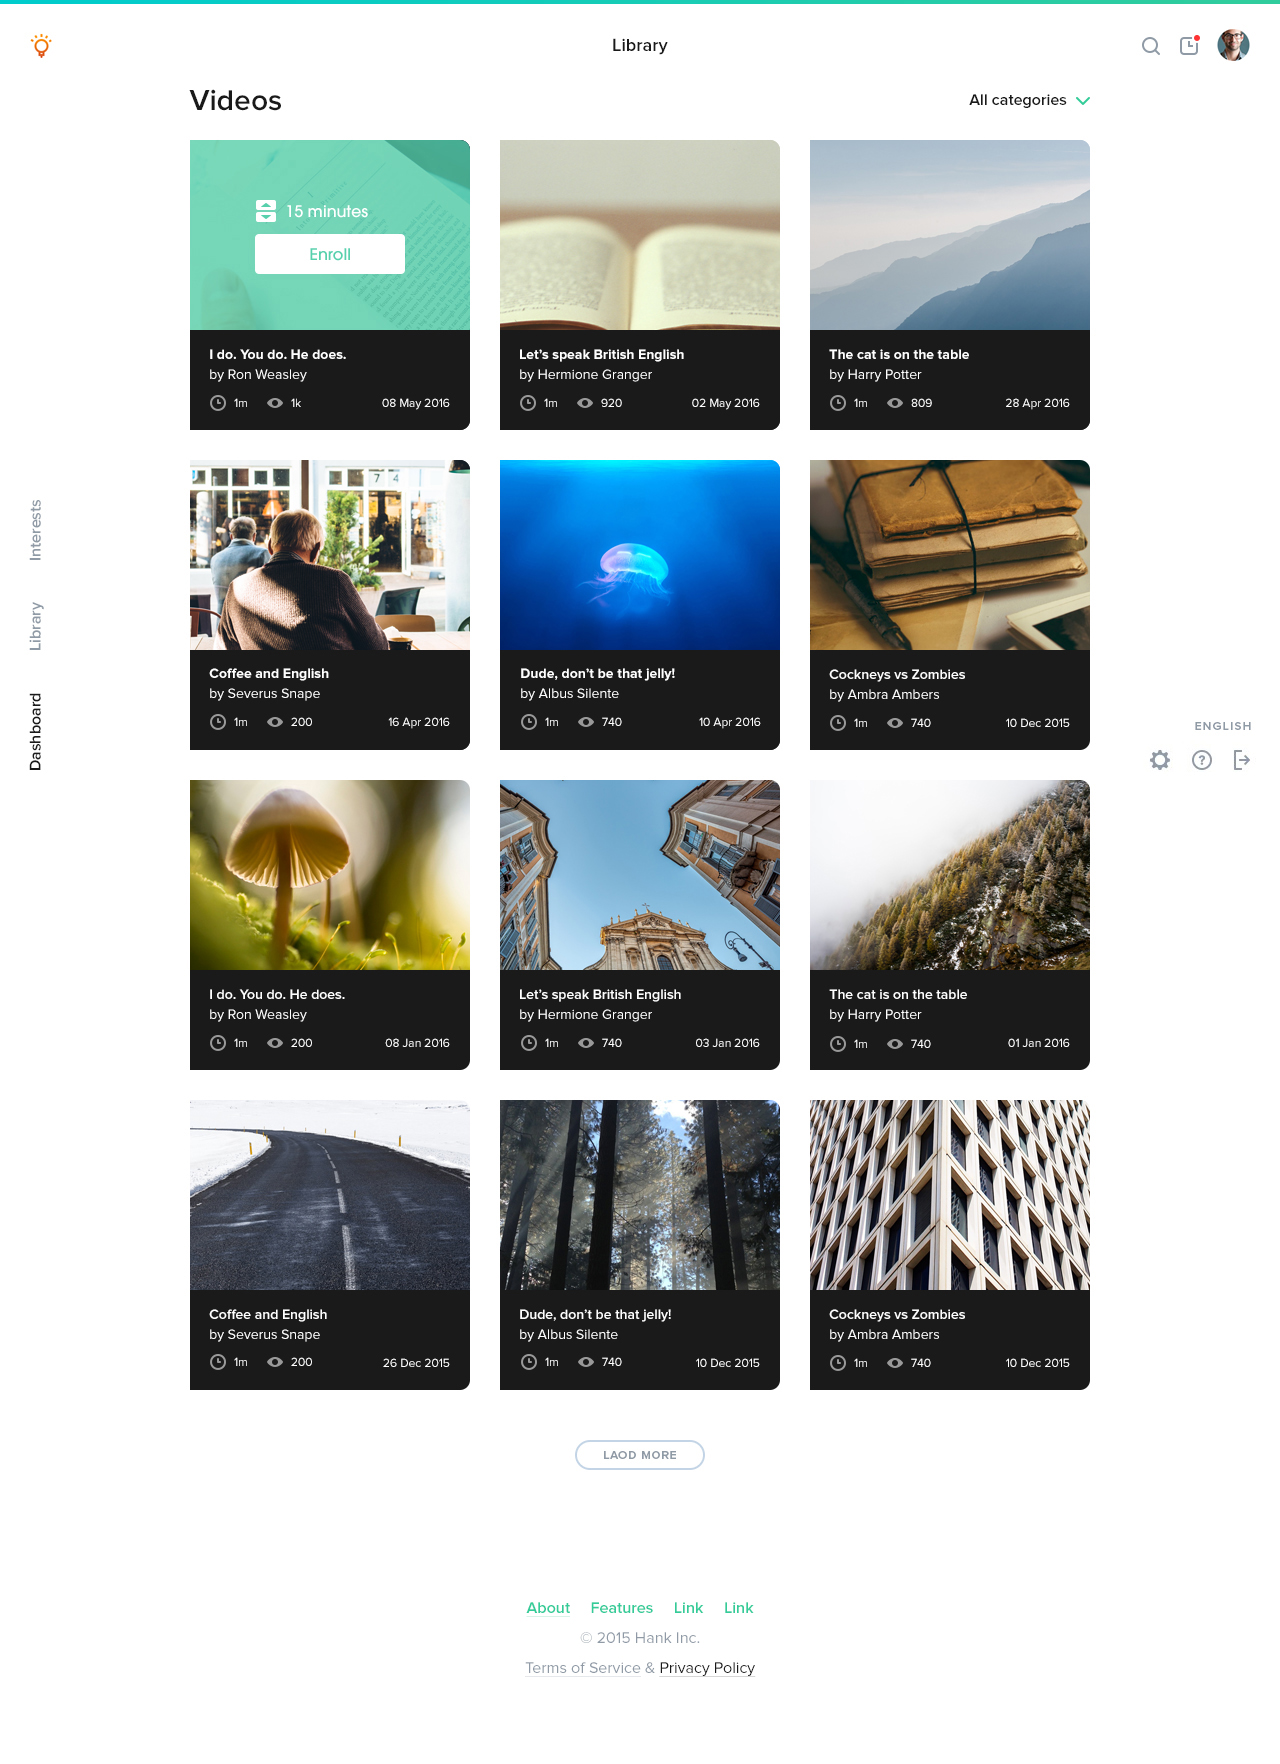 Library
Videos
All categories
15 minutes
Enroll
I do. You do. He does.
by Ron Weasley
1m 1k 08 May 2016
Let's speak British English
by Hermione Granger
1m 920 02 May 2016
The cat is on the table
by Harry Potter
1m 809 28 Apr 2016
7 4
Coffee and English
by Severus Snape
1m 200 16 Apr 2016
Dude, don't be that jelly!
by Albus Silente
1m 740 10 Apr 2016
Cockneys vs Zombies
by Ambra Ambers
1m 740 10 Dec 2015
Interests
Library
Dashboard
ENGLISH
I do. You do. He does.
by Ron Weasley
1m 200 08 Jan 2016
Let's speak British English
by Hermione Granger
1m 740 03 Jan 2016
The cat is on the table
by Harry Potter
1m 740 01 Jan 2016
Coffee and English
by Severus Snape
1m 200 26 Dec 2015
Dude, don't be that jelly!
by Albus Silente
1m 740 10 Dec 2015
Cockneys vs Zombies
by Ambra Ambers
1m 740 10 Dec 2015
LAOD MORE
About Features Link Link
© 2015 Hank Inc.
Terms of Service & Privacy Policy